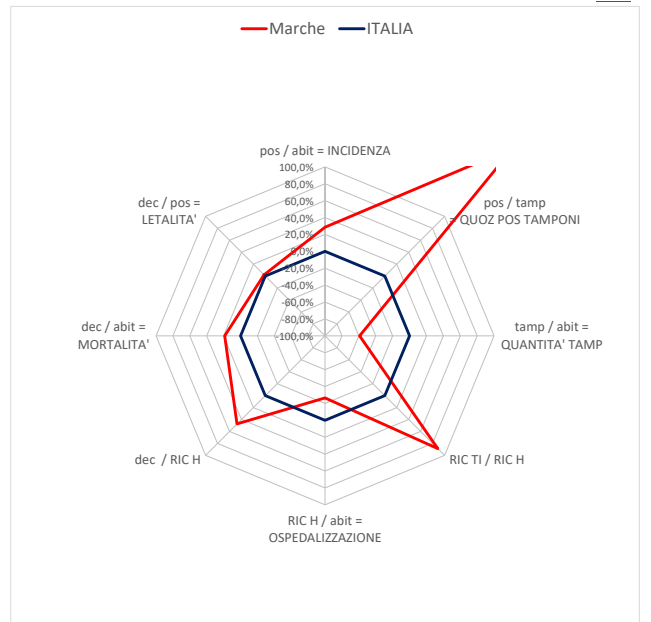 Marche ITALIA
pos / abit = INCIDENZA
100,0%
80,0%
60,0%
40,0%
20,0%
0,0%
-20,0%
-40,0%
-60,0%
-80,0%
-100,0%
pos / tamp
= QUOZ POS TAMPONI
tamp / abit =
QUANTITA' TAMP
RIC TI / RIC H
RIC H / abit =
OSPEDALIZZAZIONE
dec / RIC H
dec / abit =
MORTALITA'
dec / pos =
LETALITA'